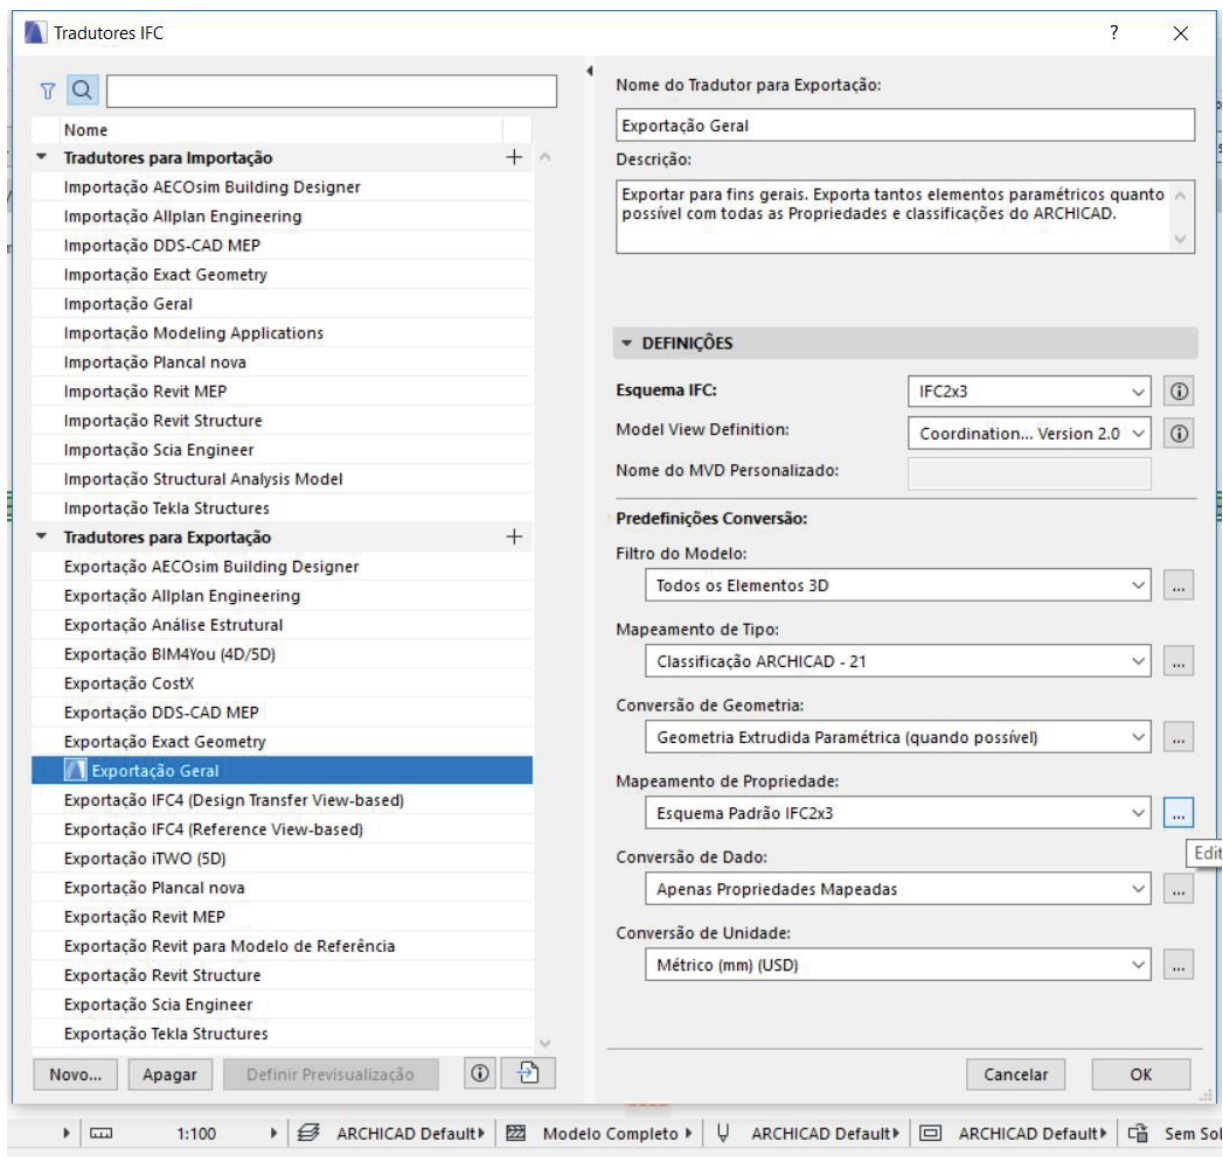 Tradutores IFC
?
Nome
Tradutores para Importação
Importação AECOsim Building Designer
Importação Allplan Engineering
Importação DDS-CAD MEP
Importação Exact Geometry
Importação Geral
Importação Modeling Applications
Importação Plancal nova
Importação Revit MEP
Importação Revit Structure
Importação Scia Engineer
Importação Structural Analysis Model
Importação Tekla Structures
Tradutores para Exportação
Exportação AECOsim Building Designer
Exportação Allplan Engineering
Exportação Análise Estrutural
Exportação BIM4You (4D/5D)
Exportação CostX
Exportação DDS-CAD MEP
Exportação Exact Geometry
Exportação Geral
Exportação IFC4 (Design Transfer View-based)
Exportação IFC4 (Reference View-based)
Exportação iTWO (5D)
Exportação Plancal nova
Exportação Revit MEP
Exportação Revit para Modelo de Referência
Exportação Revit Structure
Exportação Scia Engineer
Exportação Tekla Structures
Novo... Apagar Definir Previsualização
Nome do Tradutor para Exportação:
Exportação Geral
Descrição:
Exportar para fins gerais. Exporta tantos elementos paramétricos quanto
possível com todas as Propriedades e classificações do ARCHICAD.
DEFINIÇÕES
Esquema IFC: IFC2x3
Model View Definition: Coordination... Version 2.0
Nome do MVD Personalizado:
Predefinições Conversão:
Filtro do Modelo:
Todos os Elementos 3D ...
Mapeamento de Tipo:
Classificação ARCHICAD - 21 ...
Conversão de Geometria:
Geometria Extrudida Paramétrica (quando possível) ...
Mapeamento de Propriedade:
Esquema Padrão IFC2x3 ...
Edit
Conversão de Dado:
Apenas Propriedades Mapeadas ...
Conversão de Unidade:
Métrico (mm) (USD) ...
Cancelar OK
1:100 ARCHICAD Default Modelo Completo ARCHICAD Default ARCHICAD Default Sem Sol